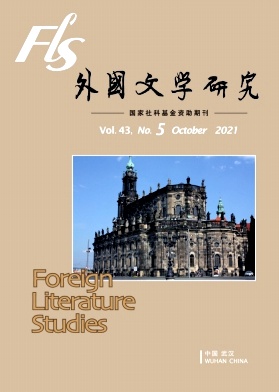 FLS
外國文学研究
国家社科基金资助期刊
Vol. 43, No. 5 October 2021
Foreign
Literature
Studies
中国 武汉
WUHAN CHINA